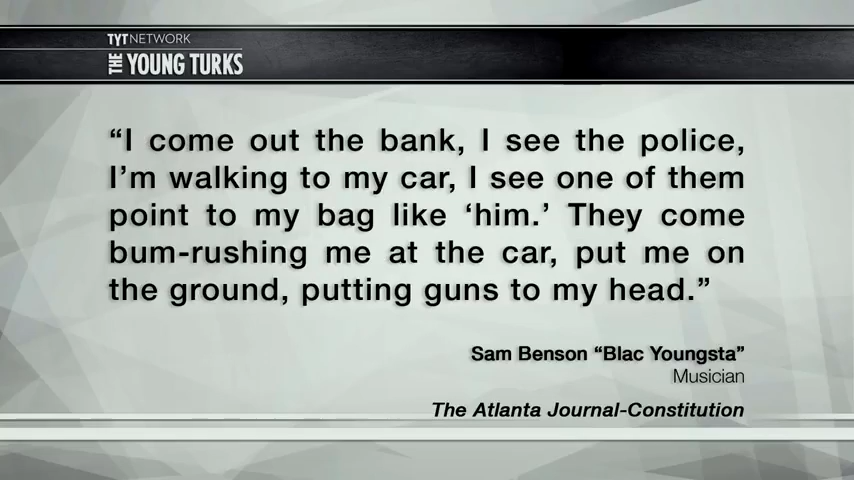 TYT NETWORK
THE YOUNG TURKS
“I come out the bank, I see the police,
I’m walking to my car, I see one of them
point to my bag like ‘him.’ They come
bum-rushing me at the car, put me on
the ground, putting guns to my head.”
Sam Benson “Blac Youngsta”
Musician
The Atlanta Journal-Constitution